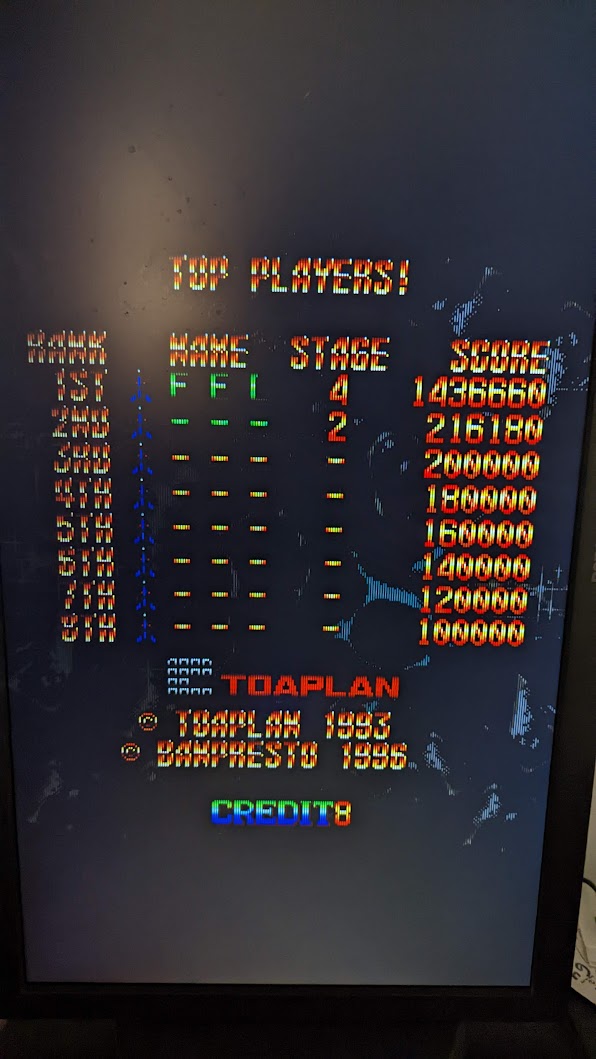 TOP PLAYERS!
RANK NAME STAGE SCORE
1ST F F L 4 1436660
2ND - - - 2 216180
3RD - - - - 200000
4TH - - - - 180000
5TH - - - - 160000
6TH - - - - 140000
7TH - - - - 120000
8TH - - - - 100000
TOAPLAN
© TOAPLAN 1993
© BANPRESTO 1996
CREDIT8